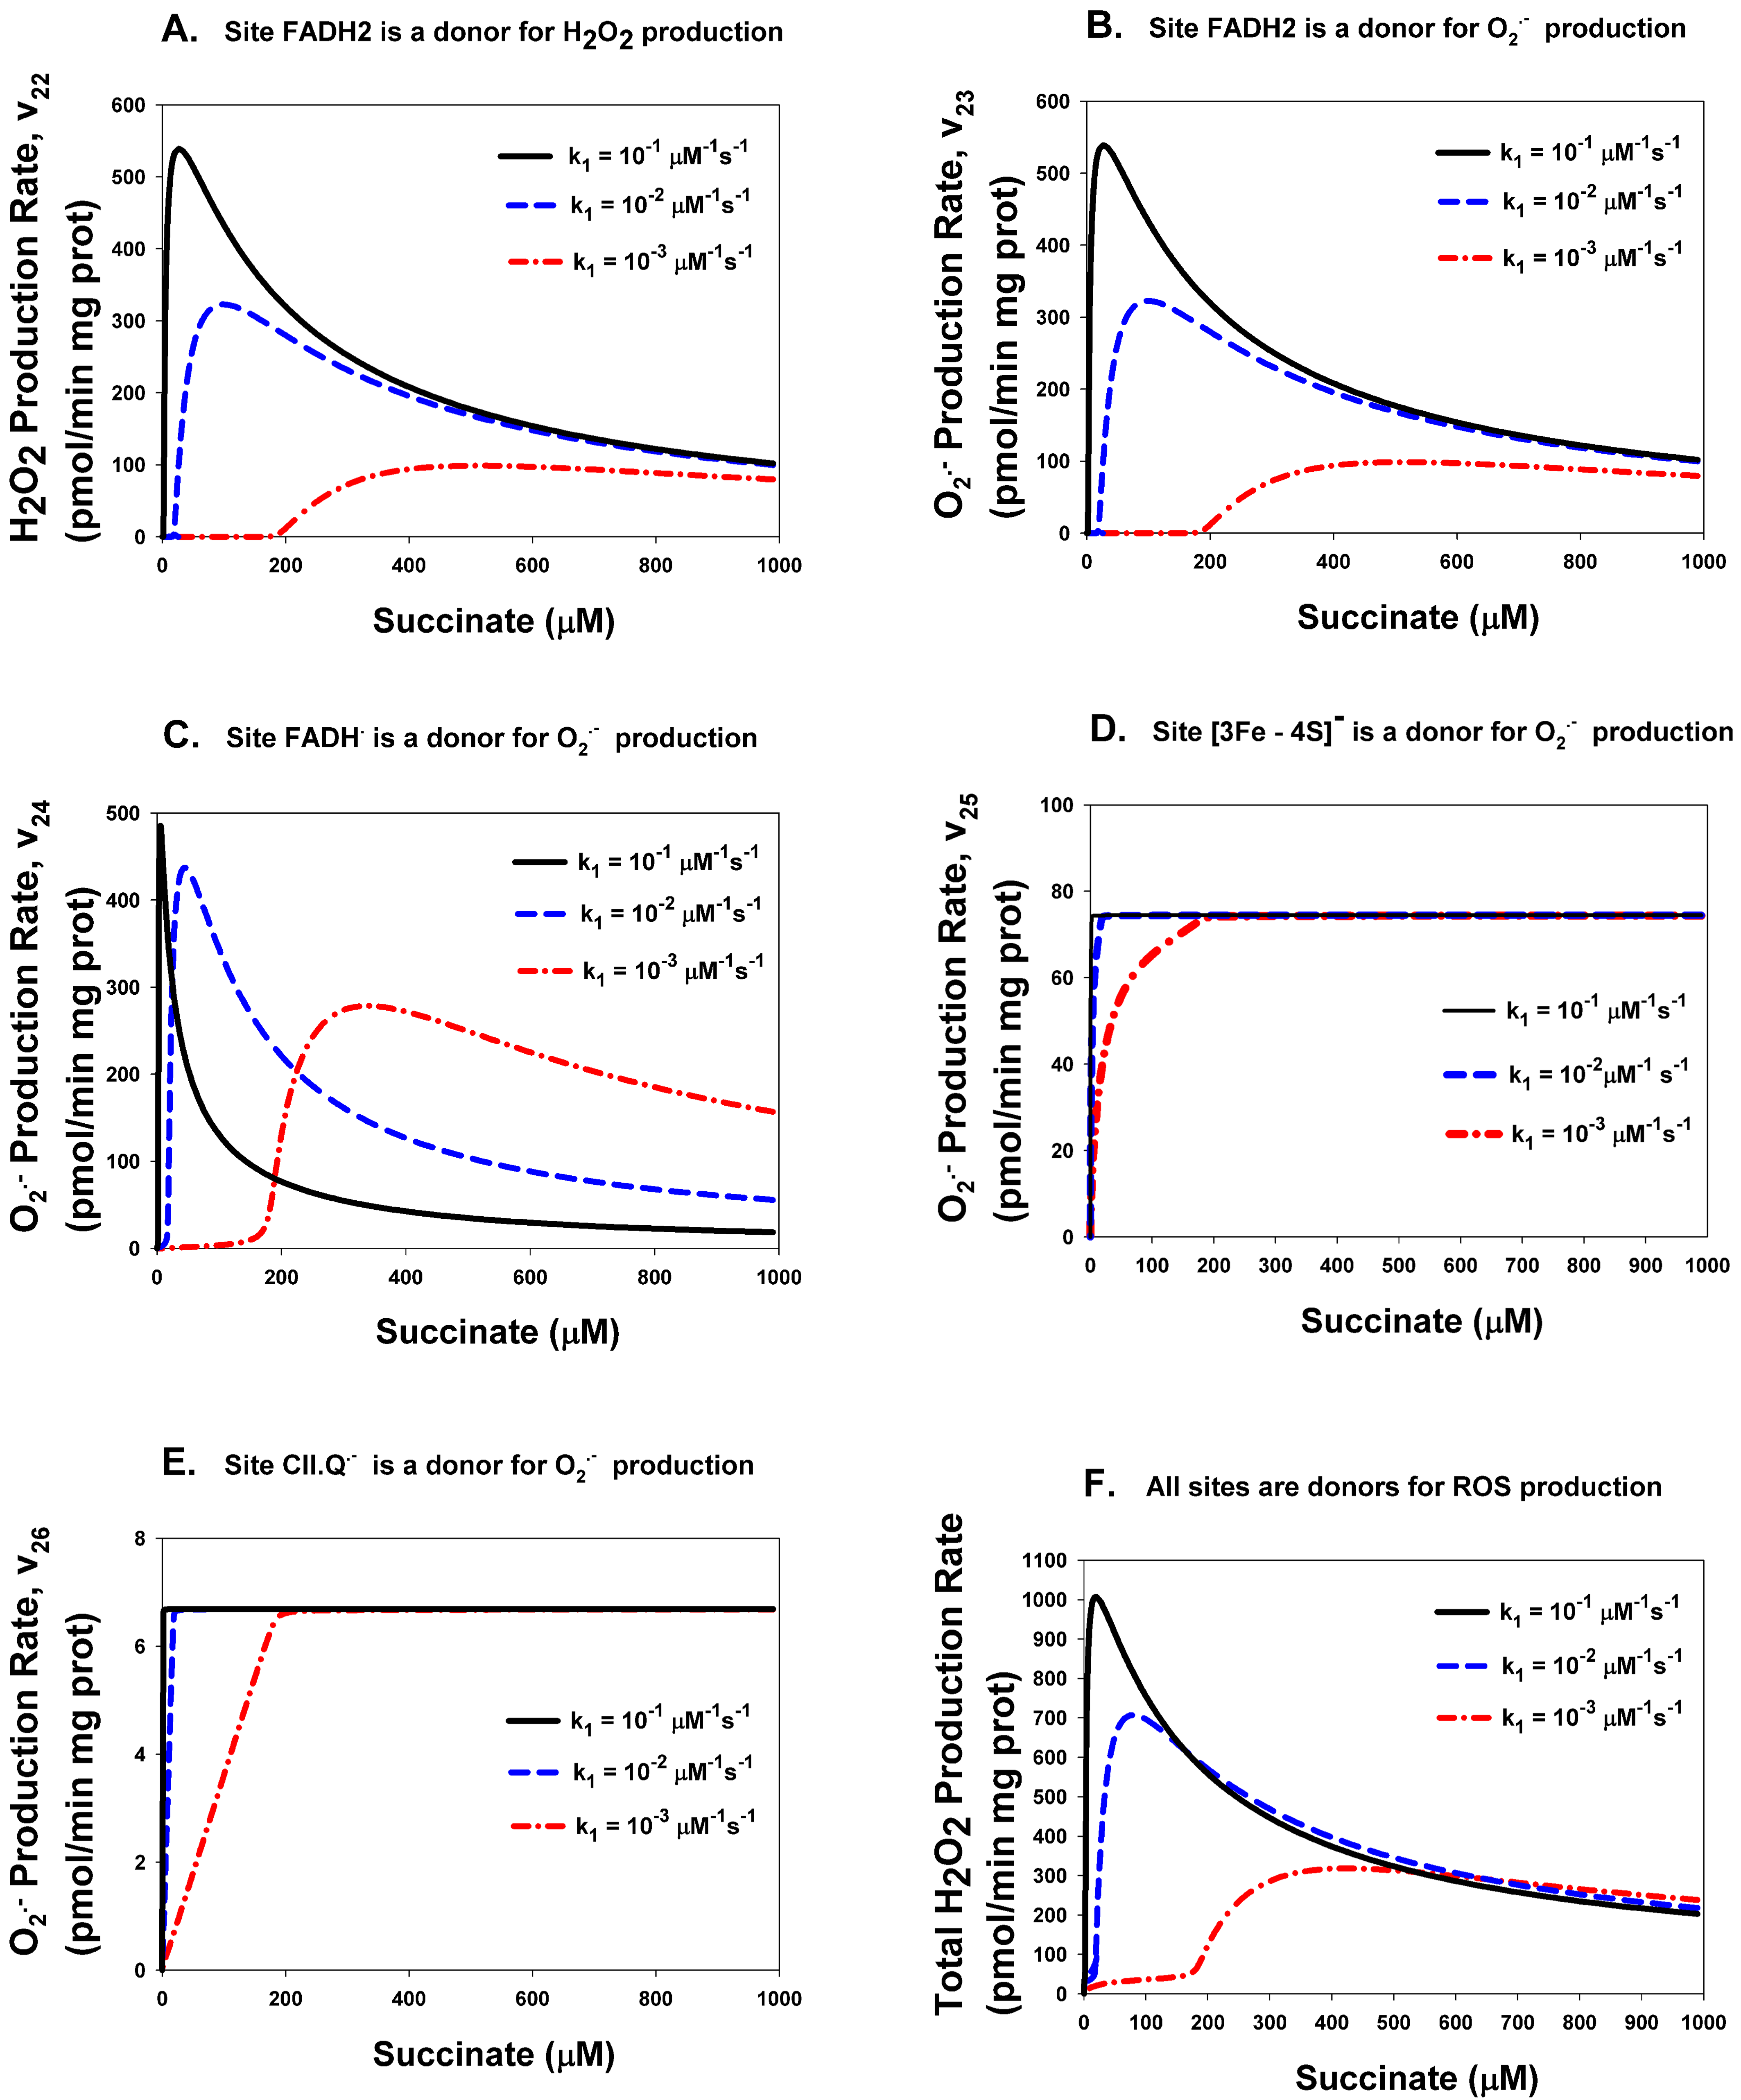 A. Site FADH2 is a donor for H₂O₂ production
H2O2 Production Rate, v₂₂
(pmol/min mg prot)
600
500
400
300
200
100
0
k₁ = 10⁻¹ μM⁻¹s⁻¹
k₁ = 10⁻² μM⁻¹s⁻¹
k₁ = 10⁻³ μM⁻¹s⁻¹
0 200 400 600 800 1000
Succinate (μM)
B. Site FADH2 is a donor for O₂·⁻ production
O₂·⁻ Production Rate, v₂₃
(pmol/min mg prot)
600
500
400
300
200
100
0
k₁ = 10⁻¹ μM⁻¹s⁻¹
k₁ = 10⁻² μM⁻¹s⁻¹
k₁ = 10⁻³ μM⁻¹s⁻¹
0 200 400 600 800 1000
Succinate (μM)
C. Site FADH· is a donor for O₂·⁻ production
O₂·⁻ Production Rate, v₂₄
(pmol/min mg prot)
500
400
300
200
100
0
k₁ = 10⁻¹ μM⁻¹s⁻¹
k₁ = 10⁻² μM⁻¹s⁻¹
k₁ = 10⁻³ μM⁻¹s⁻¹
0 200 400 600 800 1000
Succinate (μM)
D. Site [3Fe - 4S]⁻ is a donor for O₂·⁻ production
O₂·⁻ Production Rate, v₂₅
(pmol/min mg prot)
100
80
60
40
20
0
k₁ = 10⁻¹ μM⁻¹s⁻¹
k₁ = 10⁻²μM⁻¹ s⁻¹
k₁ = 10⁻³ μM⁻¹s⁻¹
0 100 200 300 400 500 600 700 800 900 1000
Succinate (μM)
E. Site CII.Q·⁻ is a donor for O₂·⁻ production
O₂·⁻ Production Rate, v₂₆
(pmol/min mg prot)
8
6
4
2
0
k₁ = 10⁻¹ μM⁻¹s⁻¹
k₁ = 10⁻² μM⁻¹s⁻¹
k₁ = 10⁻³ μM⁻¹s⁻¹
0 200 400 600 800 1000
Succinate (μM)
F. All sites are donors for ROS production
Total H2O2 Production Rate
(pmol/min mg prot)
1100
1000
900
800
700
600
500
400
300
200
100
0
k₁ = 10⁻¹ μM⁻¹s⁻¹
k₁ = 10⁻² μM⁻¹s⁻¹
k₁ = 10⁻³ μM⁻¹s⁻¹
0 100 200 300 400 500 600 700 800 900 1000
Succinate (μM)